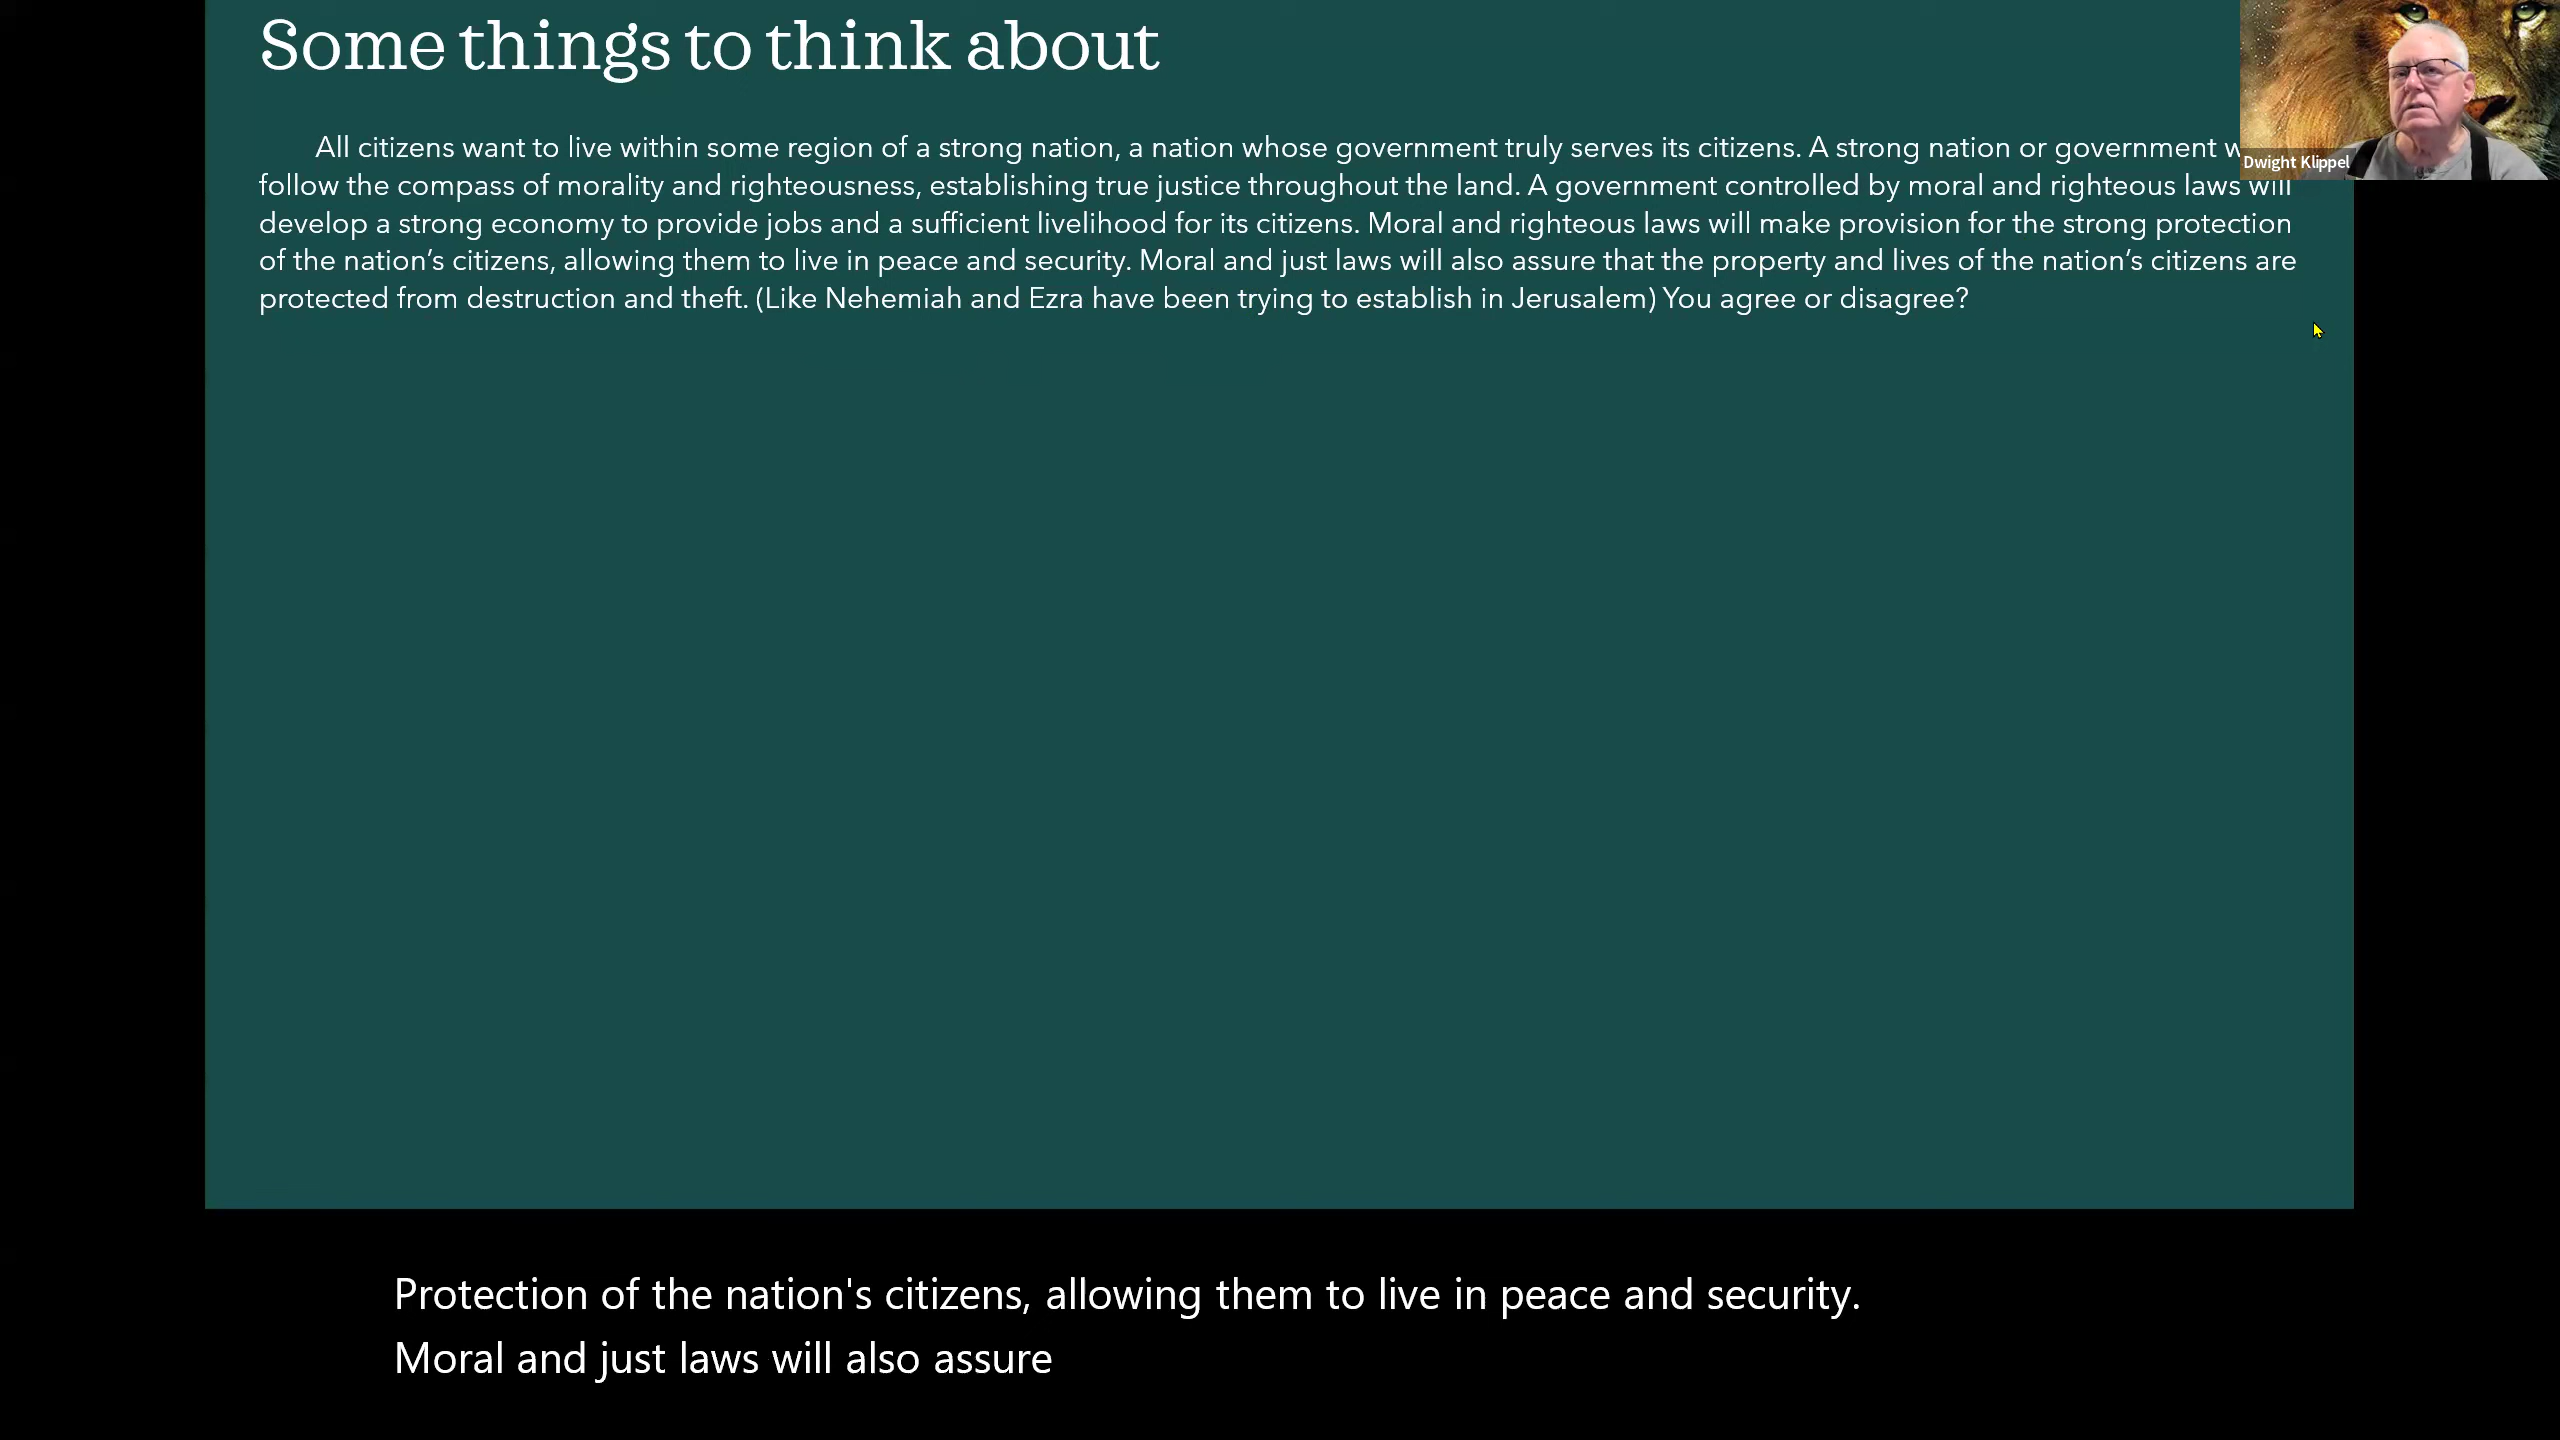 Some things to think about
All citizens want to live within some region of a strong nation, a nation whose government truly serves its citizens. A strong nation or government
follow the compass of morality and righteousness, establishing true justice throughout the land. A government controlled by moral and righteous laws will
develop a strong economy to provide jobs and a sufficient livelihood for its citizens. Moral and righteous laws will make provision for the strong protection
of the nation’s citizens, allowing them to live in peace and security. Moral and just laws will also assure that the property and lives of the nation’s citizens are
protected from destruction and theft. (Like Nehemiah and Ezra have been trying to establish in Jerusalem) You agree or disagree?
Dwight Klippel
Protection of the nation's citizens, allowing them to live in peace and security.
Moral and just laws will also assure